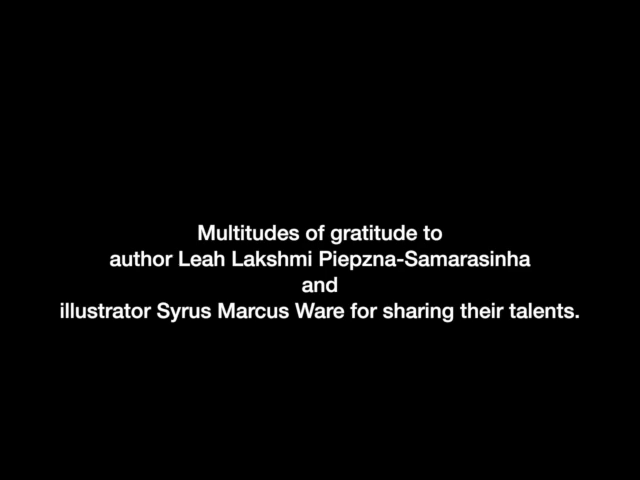 Multitudes of gratitude to
author Leah Lakshmi Piepzna-Samarasinha
and
illustrator Syrus Marcus Ware for sharing their talents.